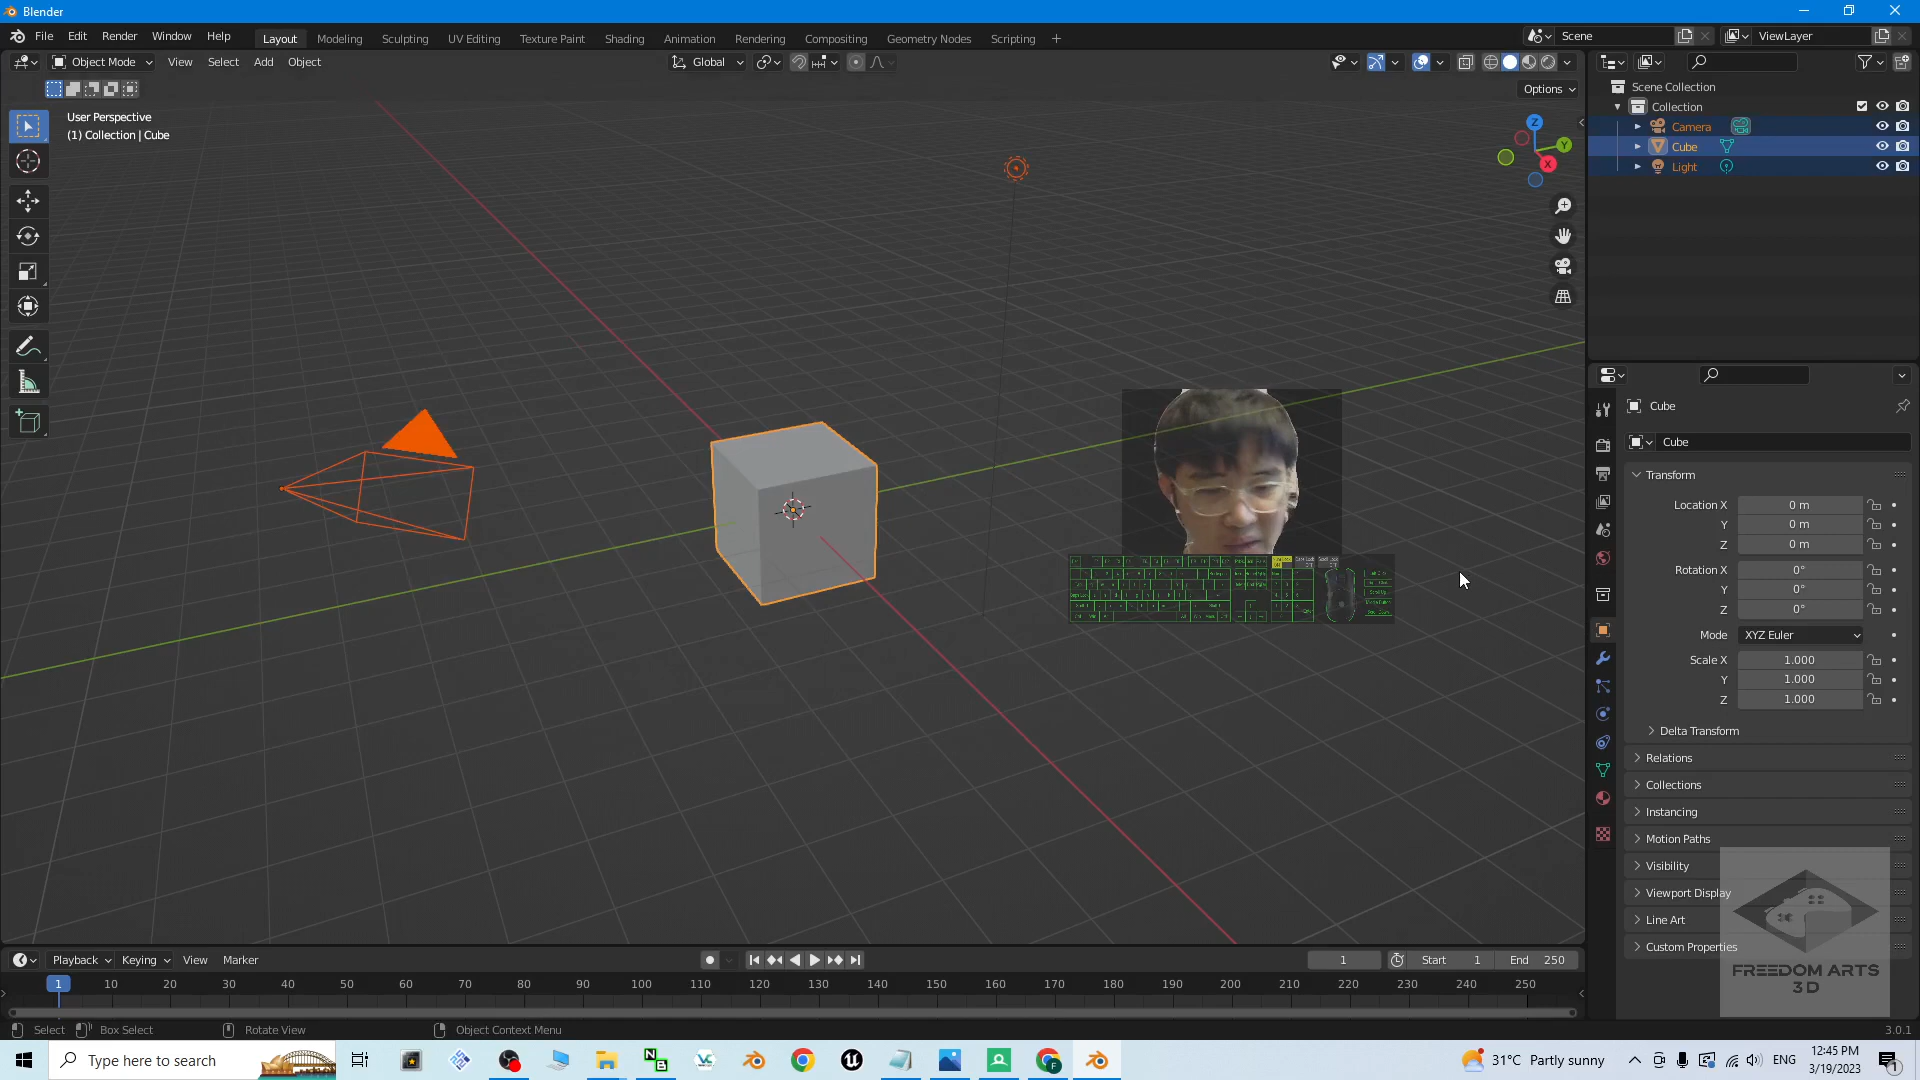 Blender
File Edit Render Window Help Layout Modeling Sculpting UV Editing Texture Paint Shading Animation Rendering Compositing Geometry Nodes Scripting Scene ViewLayer
Object Mode View Select Add Object Global
Options
User Perspective
(1) Collection | Cube
Z
Y
X
Scene Collection
Collection
Camera
Cube
Light
Cube
Cube
Transform
Location X 0 m
Y 0 m
Z 0 m
Rotation X 0°
Y 0°
Z 0°
Mode XYZ Euler
Scale X 1.000
Y 1.000
Z 1.000
Delta Transform
Relations
Collections
Instancing
Motion Paths
Visibility
Viewport Display
Line Art
Custom Properties
FREEDOM ARTS
3D
Playback Keying View Marker 1 Start 1 End 250
1 10 20 30 40 50 60 70 80 90 100 110 120 130 140 150 160 170 180 190 200 210 220 230 240 250
Select Box Select Rotate View Object Context Menu 3.0.1
Type here to search 31°C Partly sunny ENG 12:45 PM
3/19/2023